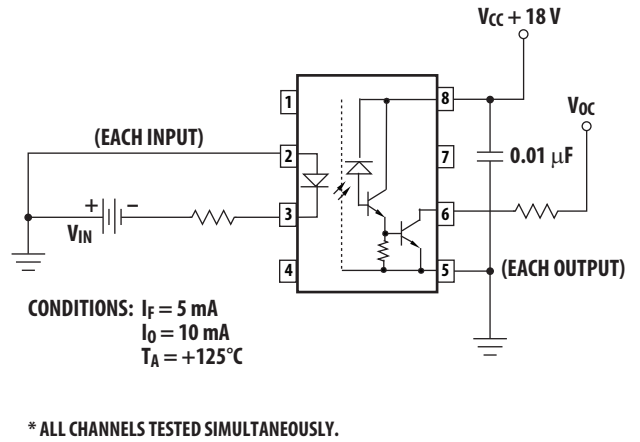 VCC + 18 V
VOC
1
8
(EACH INPUT)
2
7
0.01 μF
+
−
VIN
3
6
4
5
(EACH OUTPUT)
CONDITIONS: IF = 5 mA
IO = 10 mA
TA = +125°C
* ALL CHANNELS TESTED SIMULTANEOUSLY.